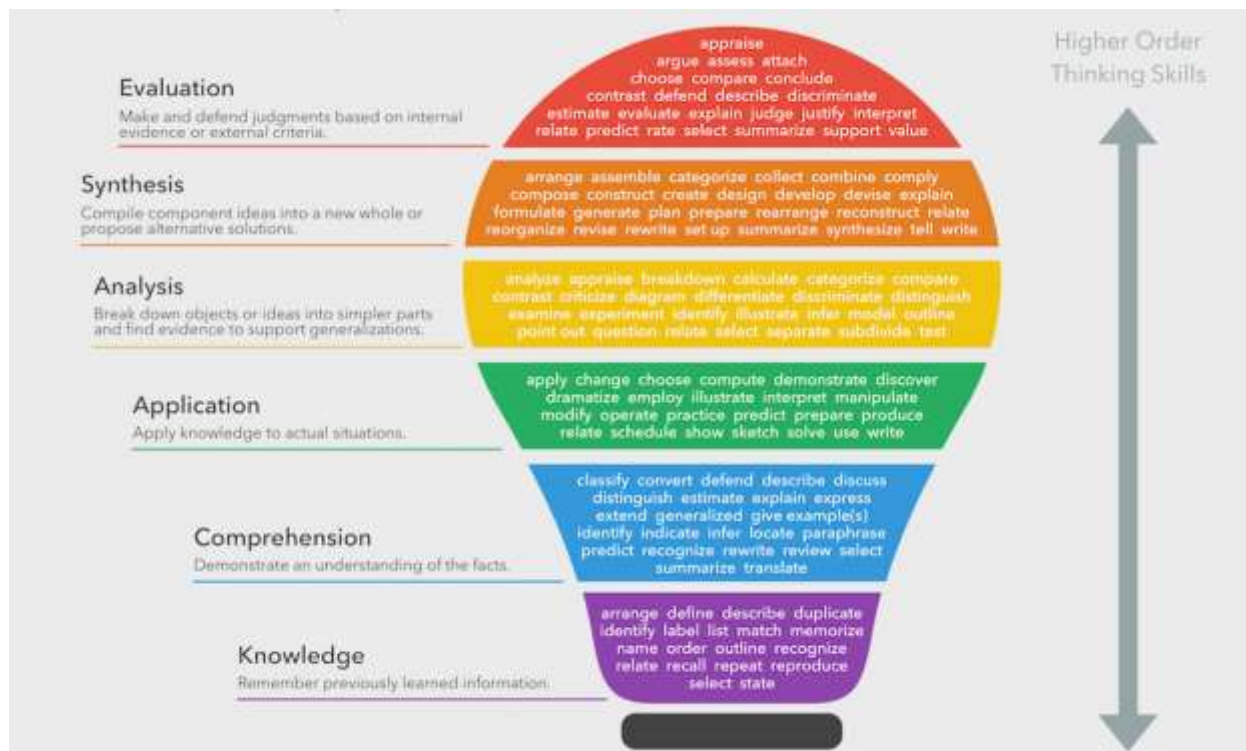 Higher Order
Thinking Skills
Evaluation
Make and defend judgments based on internal
evidence or external criteria.
appraise
argue assess attach
choose compare conclude
contrast defend describe discriminate
estimate evaluate explain judge justify interpret
relate predict rate select summarize support value
Synthesis
Compile component ideas into a new whole or
propose alternative solutions.
arrange assemble categorize collect combine comply
compose construct create design develop devise explain
formulate generate plan prepare rearrange reconstruct relate
reorganize revise rewrite set up summarize synthesize tell write
Analysis
Break down objects or ideas into simpler parts
and find evidence to support generalizations.
analyze appraise breakdown calculate categorize compare
contrast criticize diagram differentiate discriminate distinguish
examine experiment identify illustrate infer model outline
point out question relate select separate subdivide test
Application
Apply knowledge to actual situations.
apply change choose compute demonstrate discover
dramatize employ illustrate interpret manipulate
modify operate practice predict prepare produce
relate schedule show sketch solve use write
Comprehension
Demonstrate an understanding of the facts.
classify convert defend describe discuss
distinguish estimate explain express
extend generalized give example(s)
identify indicate infer locate paraphrase
predict recognize rewrite review select
summarize translate
Knowledge
Remember previously learned information.
arrange define describe duplicate
identify label list match memorize
name order outline recognize
relate recall repeat reproduce
select state